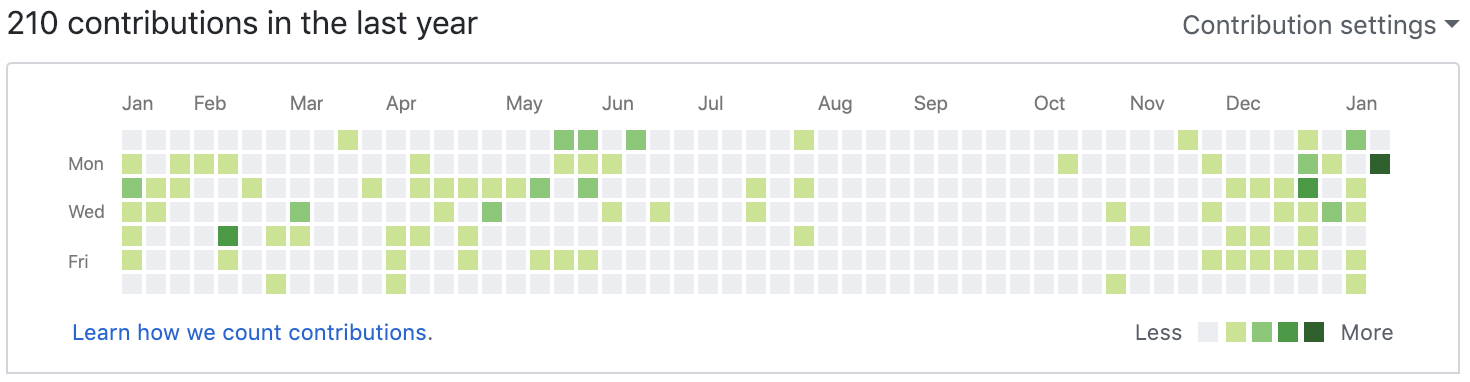 210 contributions in the last year
Contribution settings
Jan Feb Mar Apr May Jun Jul Aug Sep Oct Nov Dec Jan
Mon
Wed
Fri
Learn how we count contributions.
Less More